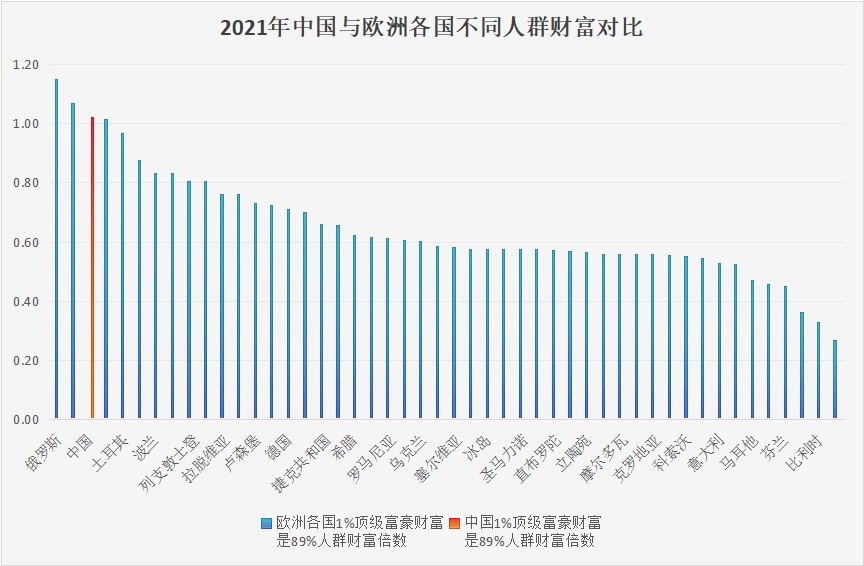 2021年中国与欧洲各国不同人群财富对比
1.20
1.00
0.80
0.60
0.40
0.20
0.00
俄罗斯
中国
土耳其
波兰
列支敦士登
拉脱维亚
卢森堡
德国
捷克共和国
希腊
罗马尼亚
乌克兰
塞尔维亚
冰岛
圣马力诺
直布罗陀
立陶宛
摩尔多瓦
克罗地亚
科索沃
意大利
马耳他
芬兰
比利时
欧洲各国1%顶级富豪财富
是89%人群财富倍数
中国1%顶级富豪财富
是89%人群财富倍数